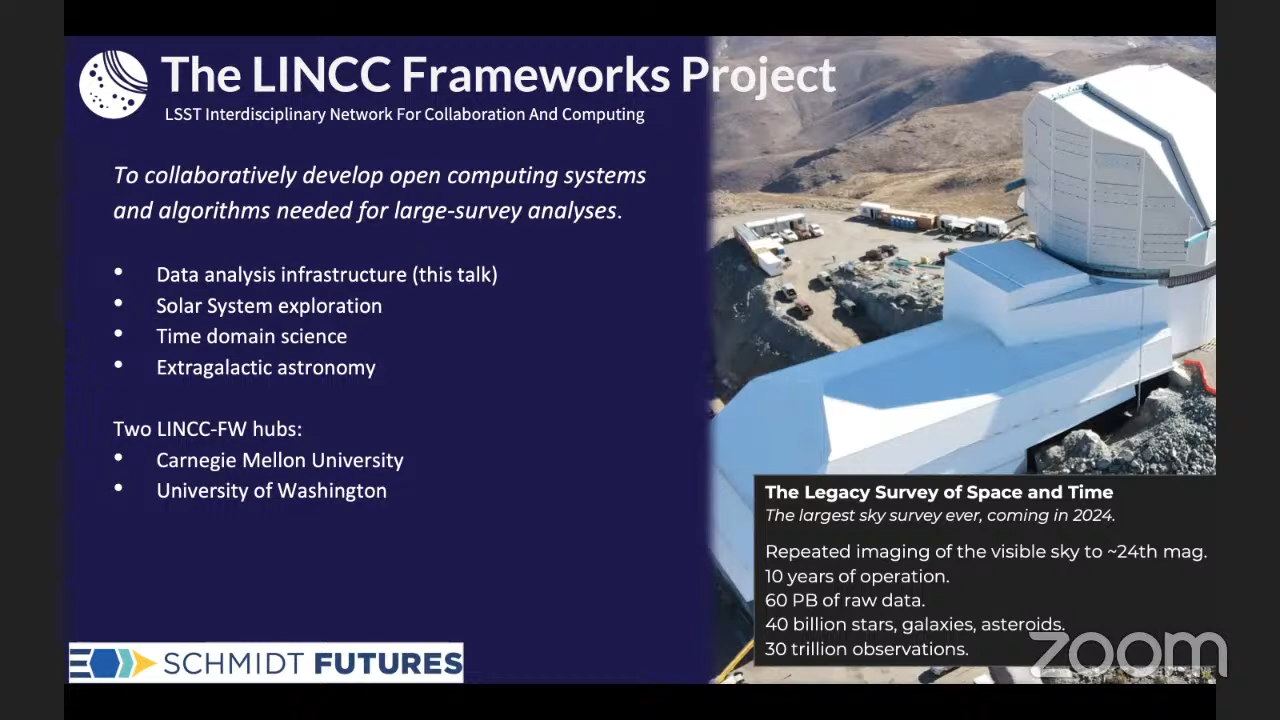 The LINCC Frameworks Project
LSST Interdisciplinary Network For Collaboration And Computing
To collaboratively develop open computing systems
and algorithms needed for large-survey analyses.
• Data analysis infrastructure (this talk)
• Solar System exploration
• Time domain science
• Extragalactic astronomy
Two LINCC-FW hubs:
• Carnegie Mellon University
• University of Washington
SCHMIDT FUTURES
The Legacy Survey of Space and Time
The largest sky survey ever, coming in 2024.
Repeated imaging of the visible sky to ~24th mag.
10 years of operation.
60 PB of raw data.
40 billion stars, galaxies, asteroids.
30 trillion observations.
zoom